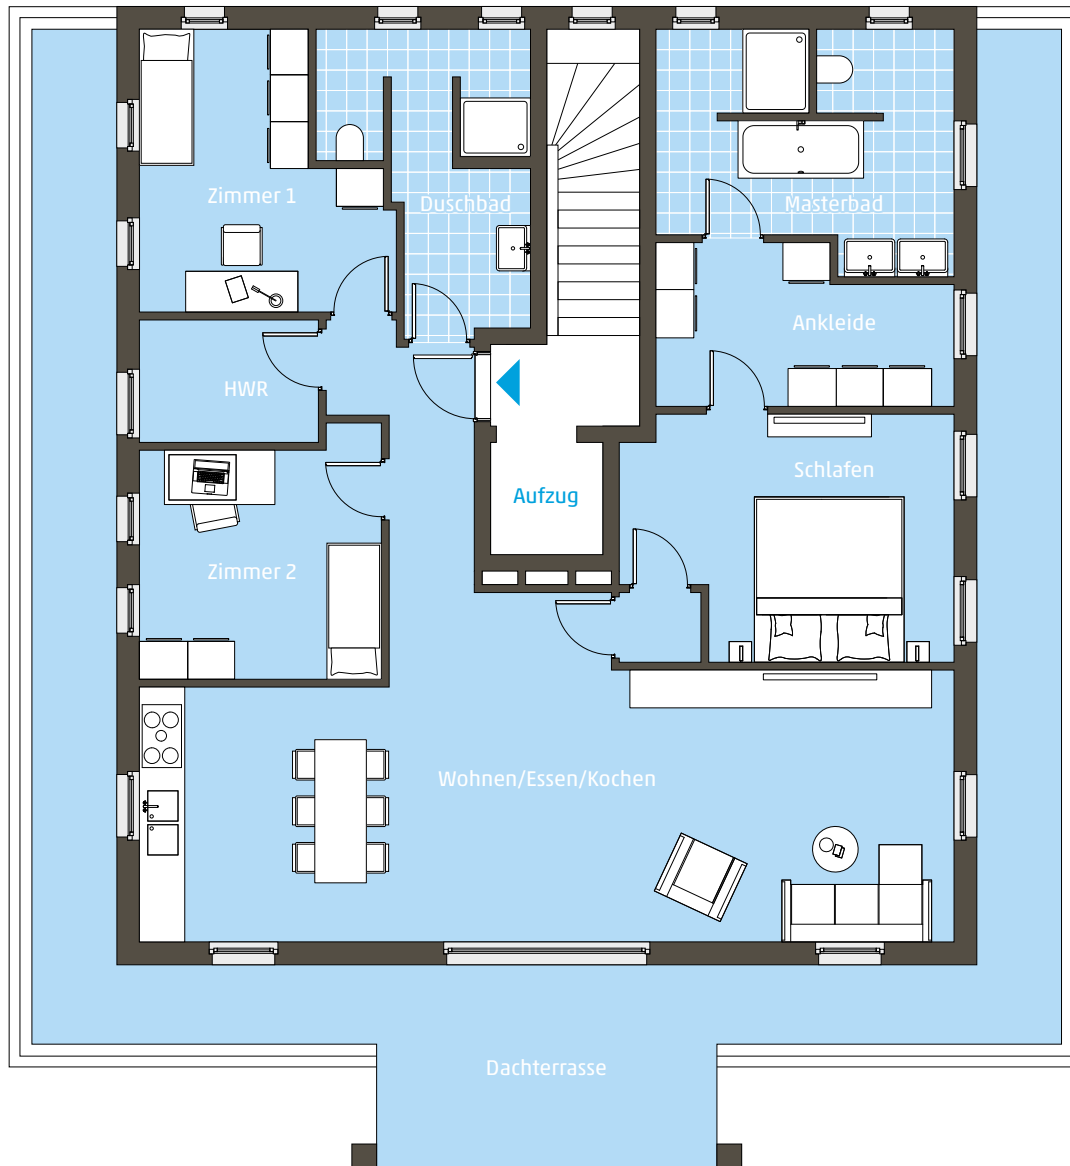 Zimmer 1
Duschbad
Masterbad
Ankleide
HWR
Schlafen
Aufzug
Zimmer 2
Wohnen/Essen/Kochen
Dachterrasse